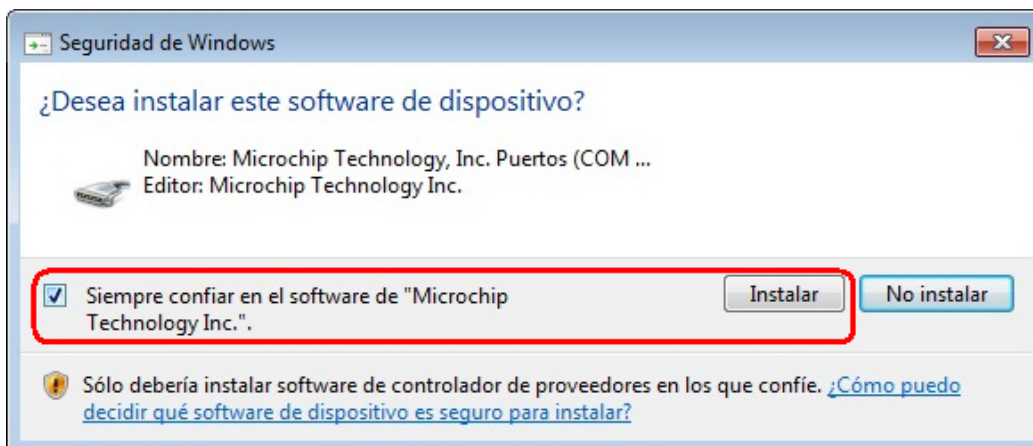 Seguridad de Windows
¿Desea instalar este software de dispositivo?
Nombre: Microchip Technology, Inc. Puertos (COM ...
Editor: Microchip Technology Inc.
Siempre confiar en el software de "Microchip
Technology Inc.".
Instalar
No instalar
Sólo debería instalar software de controlador de proveedores en los que confíe. ¿Cómo puedo
decidir qué software de dispositivo es seguro para instalar?